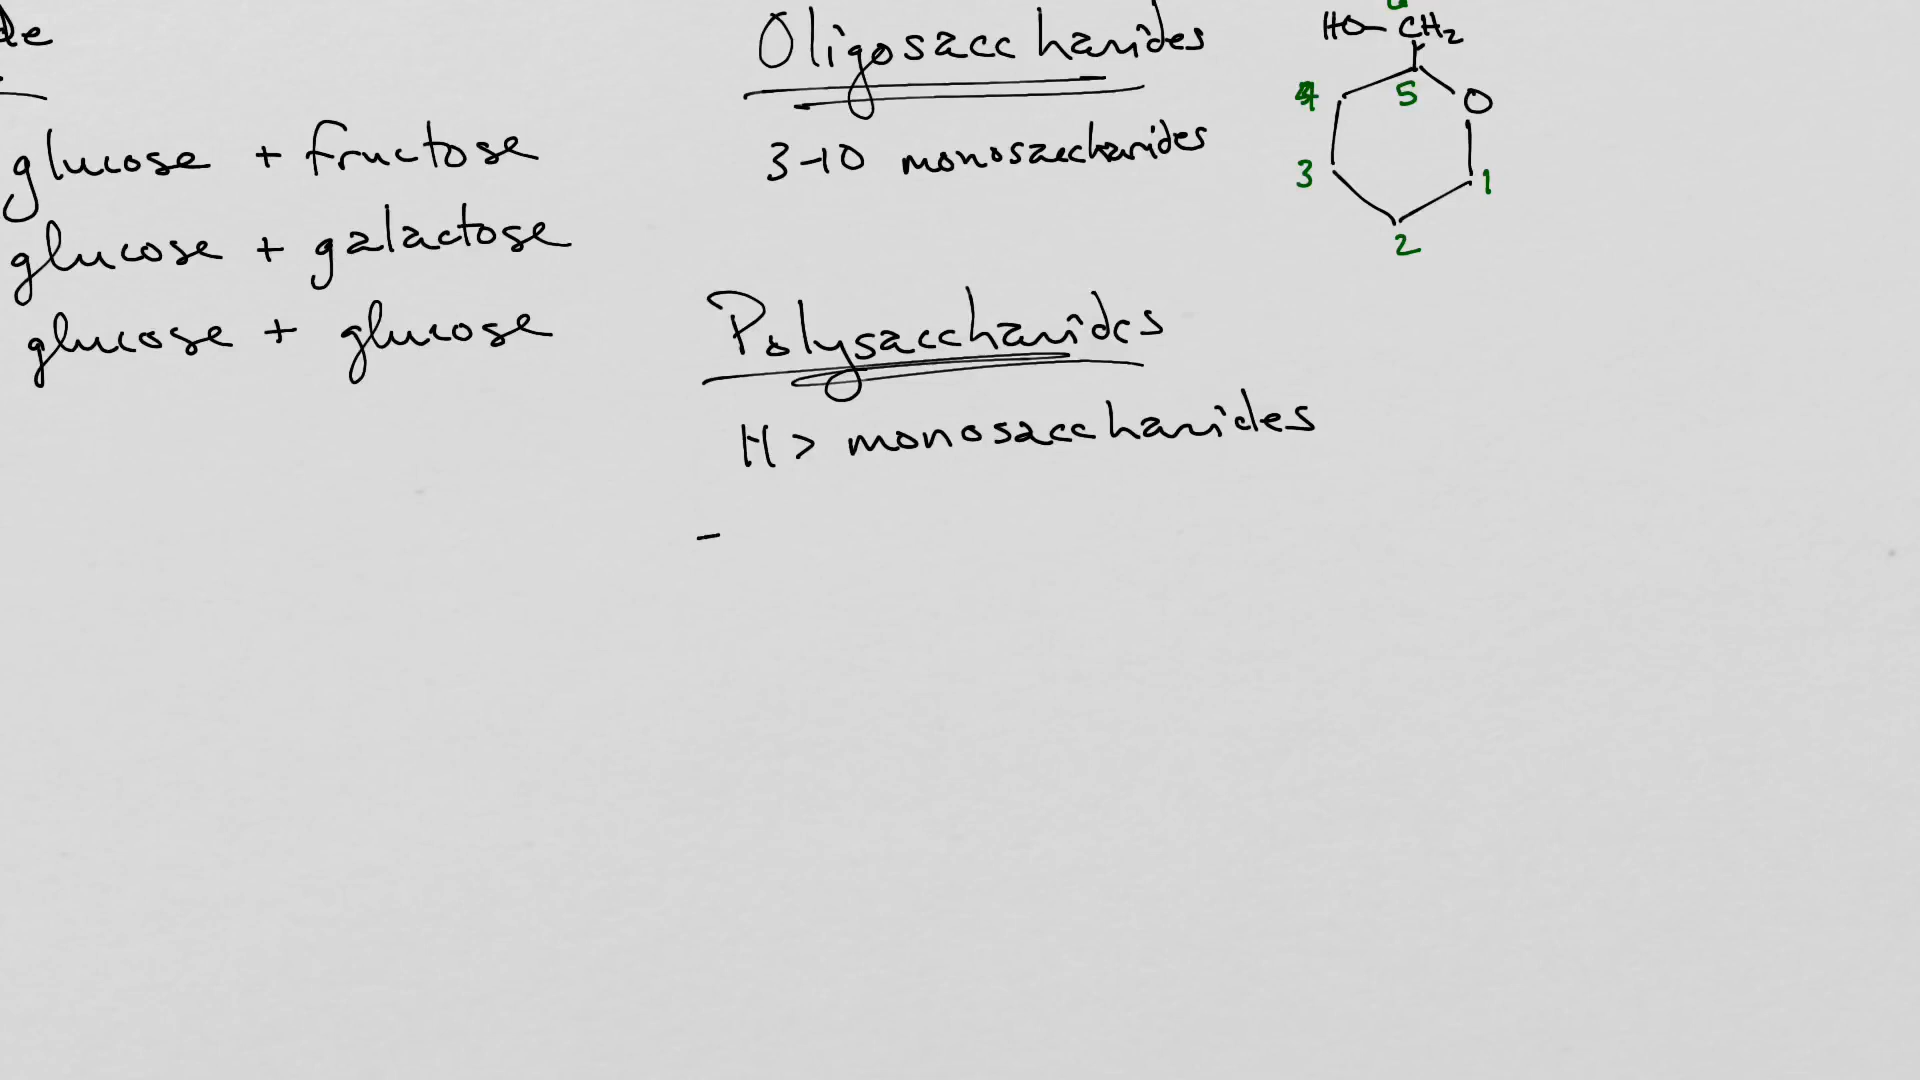 de
glucose + fructose
glucose + galactose
glucose + glucose
Oligosaccharides
3-10 monosaccharides
Polysaccharides
H > monosaccharides
-
HO-CH2
4 5 O
3 1
2